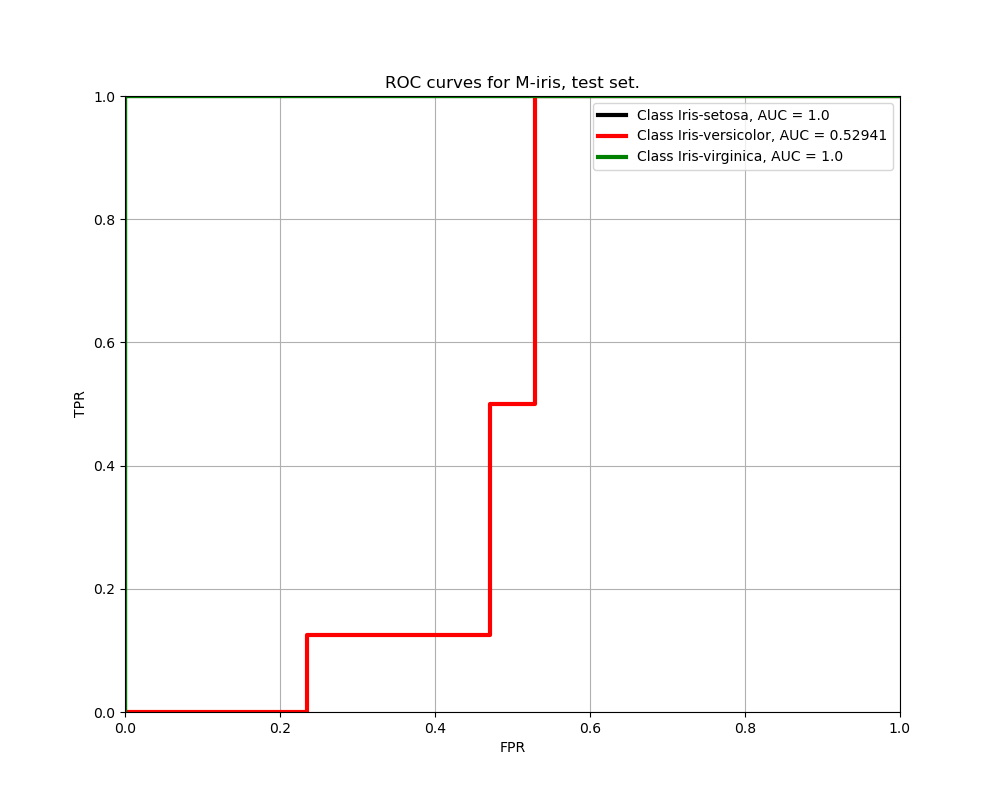 ROC curves for M-iris, test set.
Class Iris-setosa, AUC = 1.0
Class Iris-versicolor, AUC = 0.52941
Class Iris-virginica, AUC = 1.0
1.0
0.8
0.6
0.4
0.2
0.0
TPR
0.0 0.2 0.4 0.6 0.8 1.0
FPR